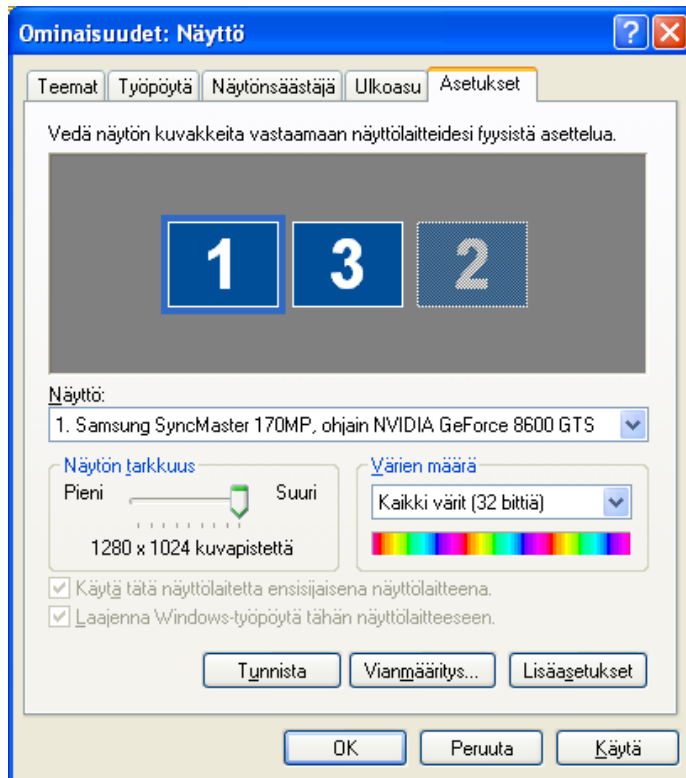 Ominaisuudet: Näyttö
Teemat Työpöytä Näytönsäästäjä Ulkoasu Asetukset
Vedä näytön kuvakkeita vastaamaan näyttölaitteidesi fyysistä asettelua.
1 3 2
Näyttö:
1. Samsung SyncMaster 170MP, ohjain NVIDIA GeForce 8600 GTS
Näytön tarkkuus
Pieni Suuri
1280 x 1024 kuvapistettä
Värien määrä
Kaikki värit (32 bittiä)
Käytä tätä näyttölaitetta ensisijaisena näyttölaitteena.
Laajenna Windows-työpöytä tähän näyttölaitteeseen.
Tunnista Vianmääritys... Lisäasetukset
OK Peruuta Käytä